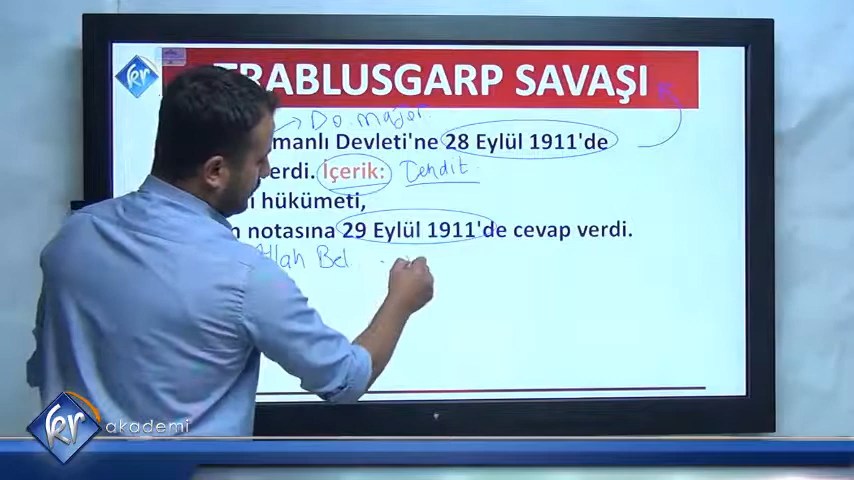 TRABLUSGARP SAVAŞI
Do. major
manlı Devleti'ne 28 Eylül 1911'de
erdi. İçerik: Tehdit
hükümeti,
notasına 29 Eylül 1911'de cevap verdi.
Allah Bel
kr akademi